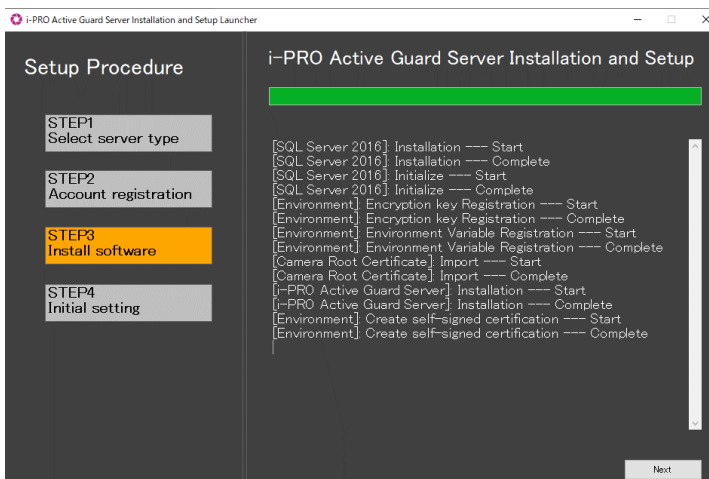 i-PRO Active Guard Server Installation and Setup Launcher
Setup Procedure
STEP1
Select server type
STEP2
Account registration
STEP3
Install software
STEP4
Initial setting
i-PRO Active Guard Server Installation and Setup
[SQL Server 2016]: Installation --- Start
[SQL Server 2016]: Installation --- Complete
[SQL Server 2016]: Initialize --- Start
[SQL Server 2016]: Initialize --- Complete
[Environment]: Encryption key Registration --- Start
[Environment]: Encryption key Registration --- Complete
[Environment]: Environment Variable Registration --- Start
[Environment]: Environment Variable Registration --- Complete
[Camera Root Certificate]: Import --- Start
[Camera Root Certificate]: Import --- Complete
[i-PRO Active Guard Server]: Installation --- Start
[i-PRO Active Guard Server]: Installation --- Complete
[Environment]: Create self-signed certification --- Start
[Environment]: Create self-signed certification --- Complete
Next